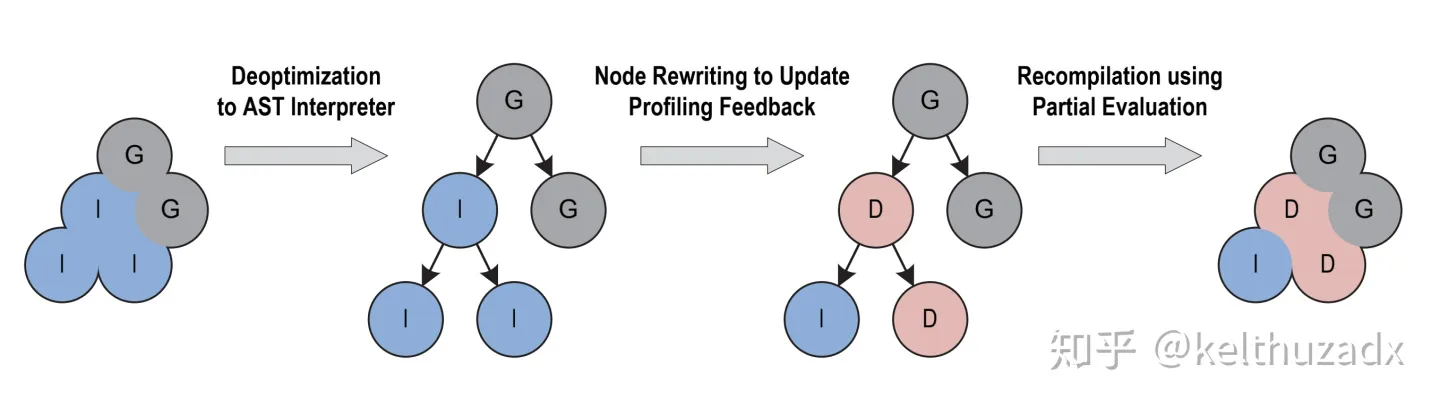 Deoptimization
to AST Interpreter
Node Rewriting to Update
Profiling Feedback
Recompilation using
Partial Evaluation
G
I
G
I
I
G
I
G
I
I
G
D
G
I
D
G
D
G
I
D
知乎 @kelthuzadx